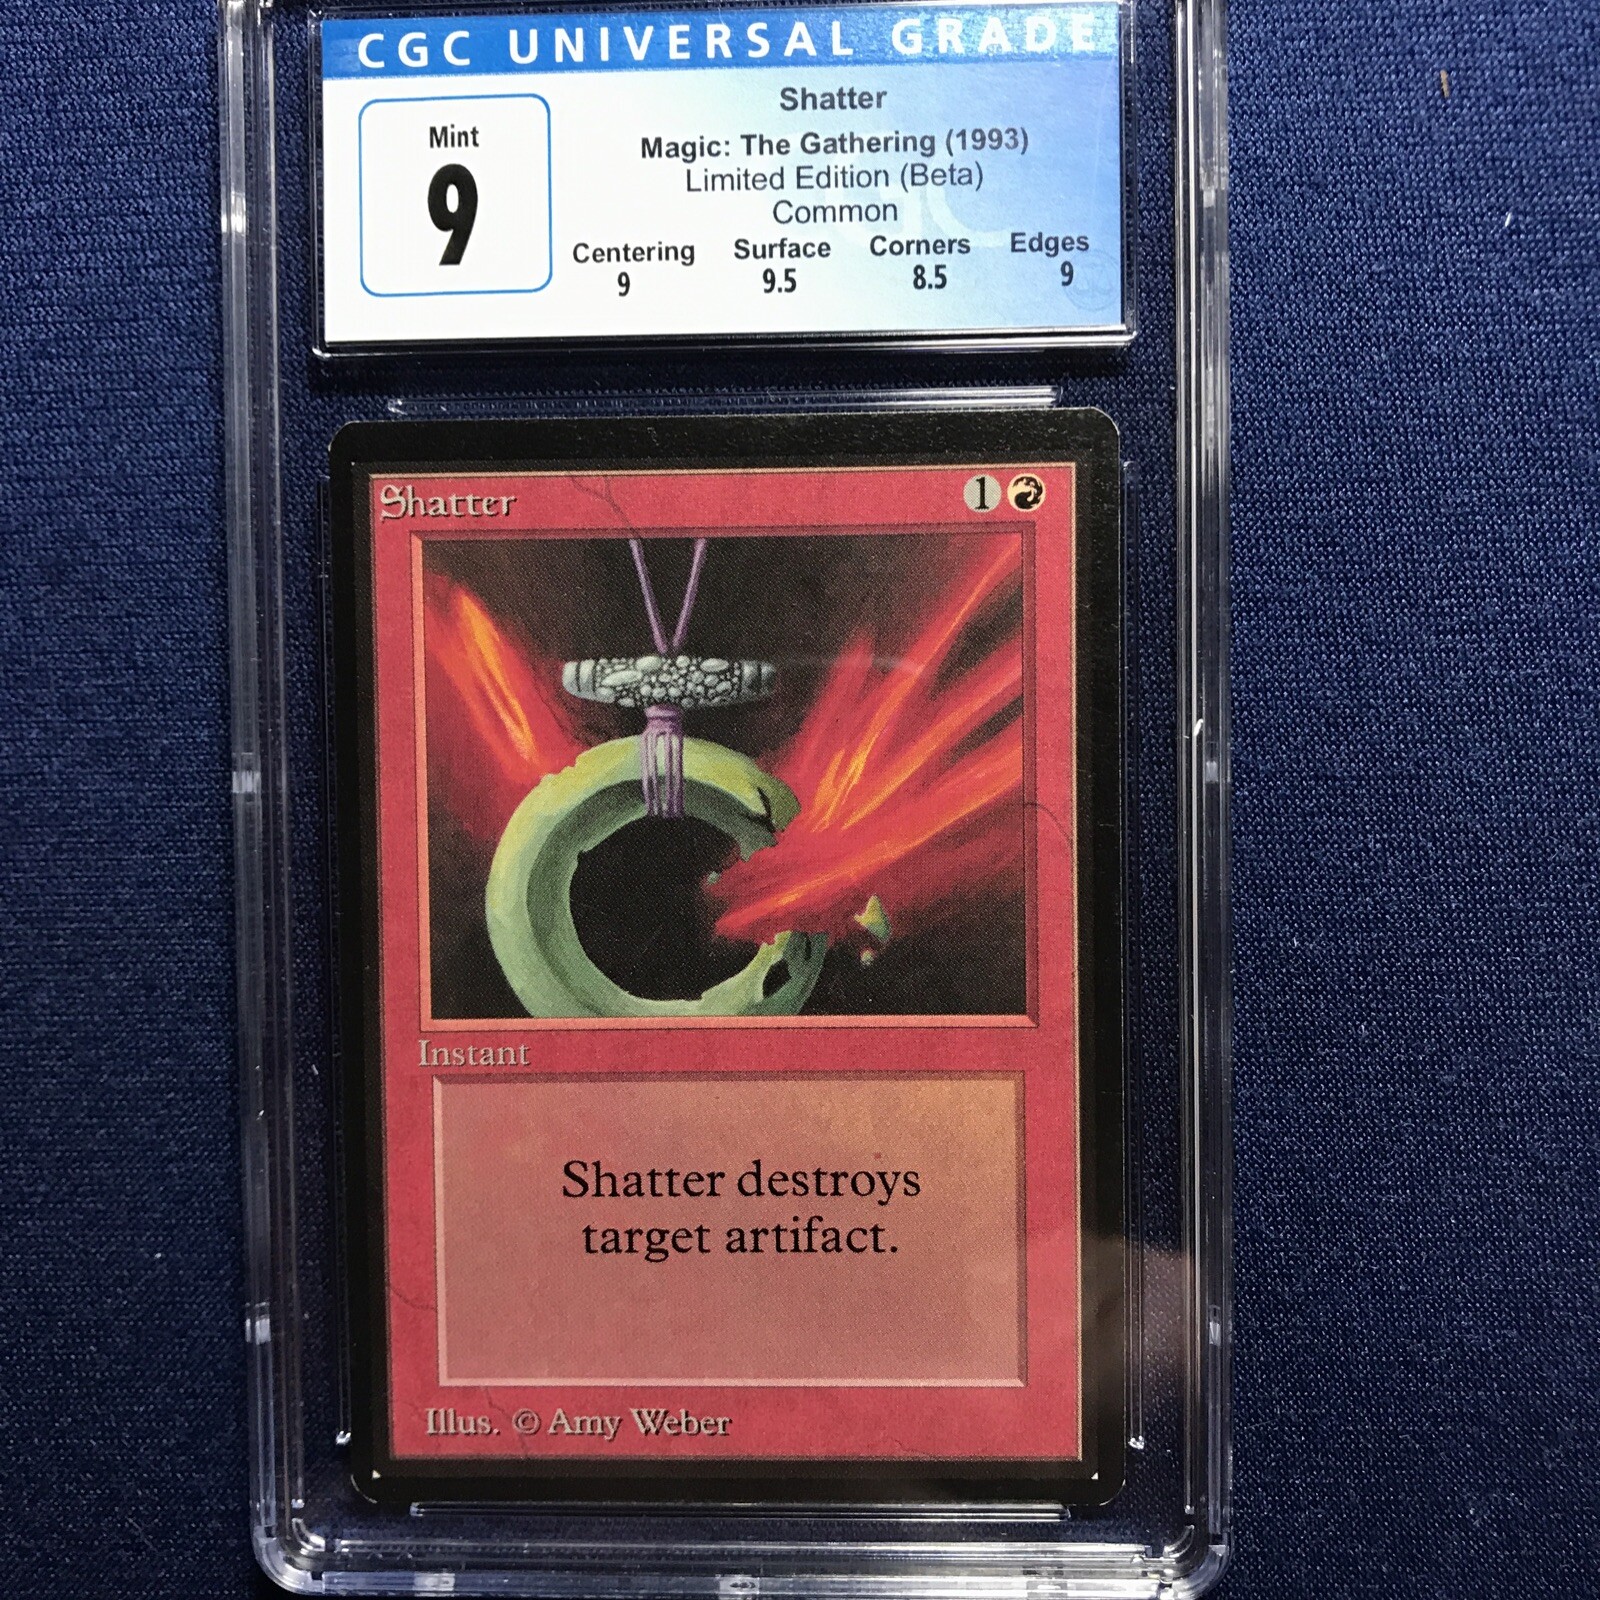 CGC UNIVERSAL GRADE
Mint
9
Shatter
Magic: The Gathering (1993)
Limited Edition (Beta)
Common
Centering Surface Corners Edges
9 9.5 8.5 9
Shatter 1
Instant
Shatter destroys
target artifact.
Illus. © Amy Weber